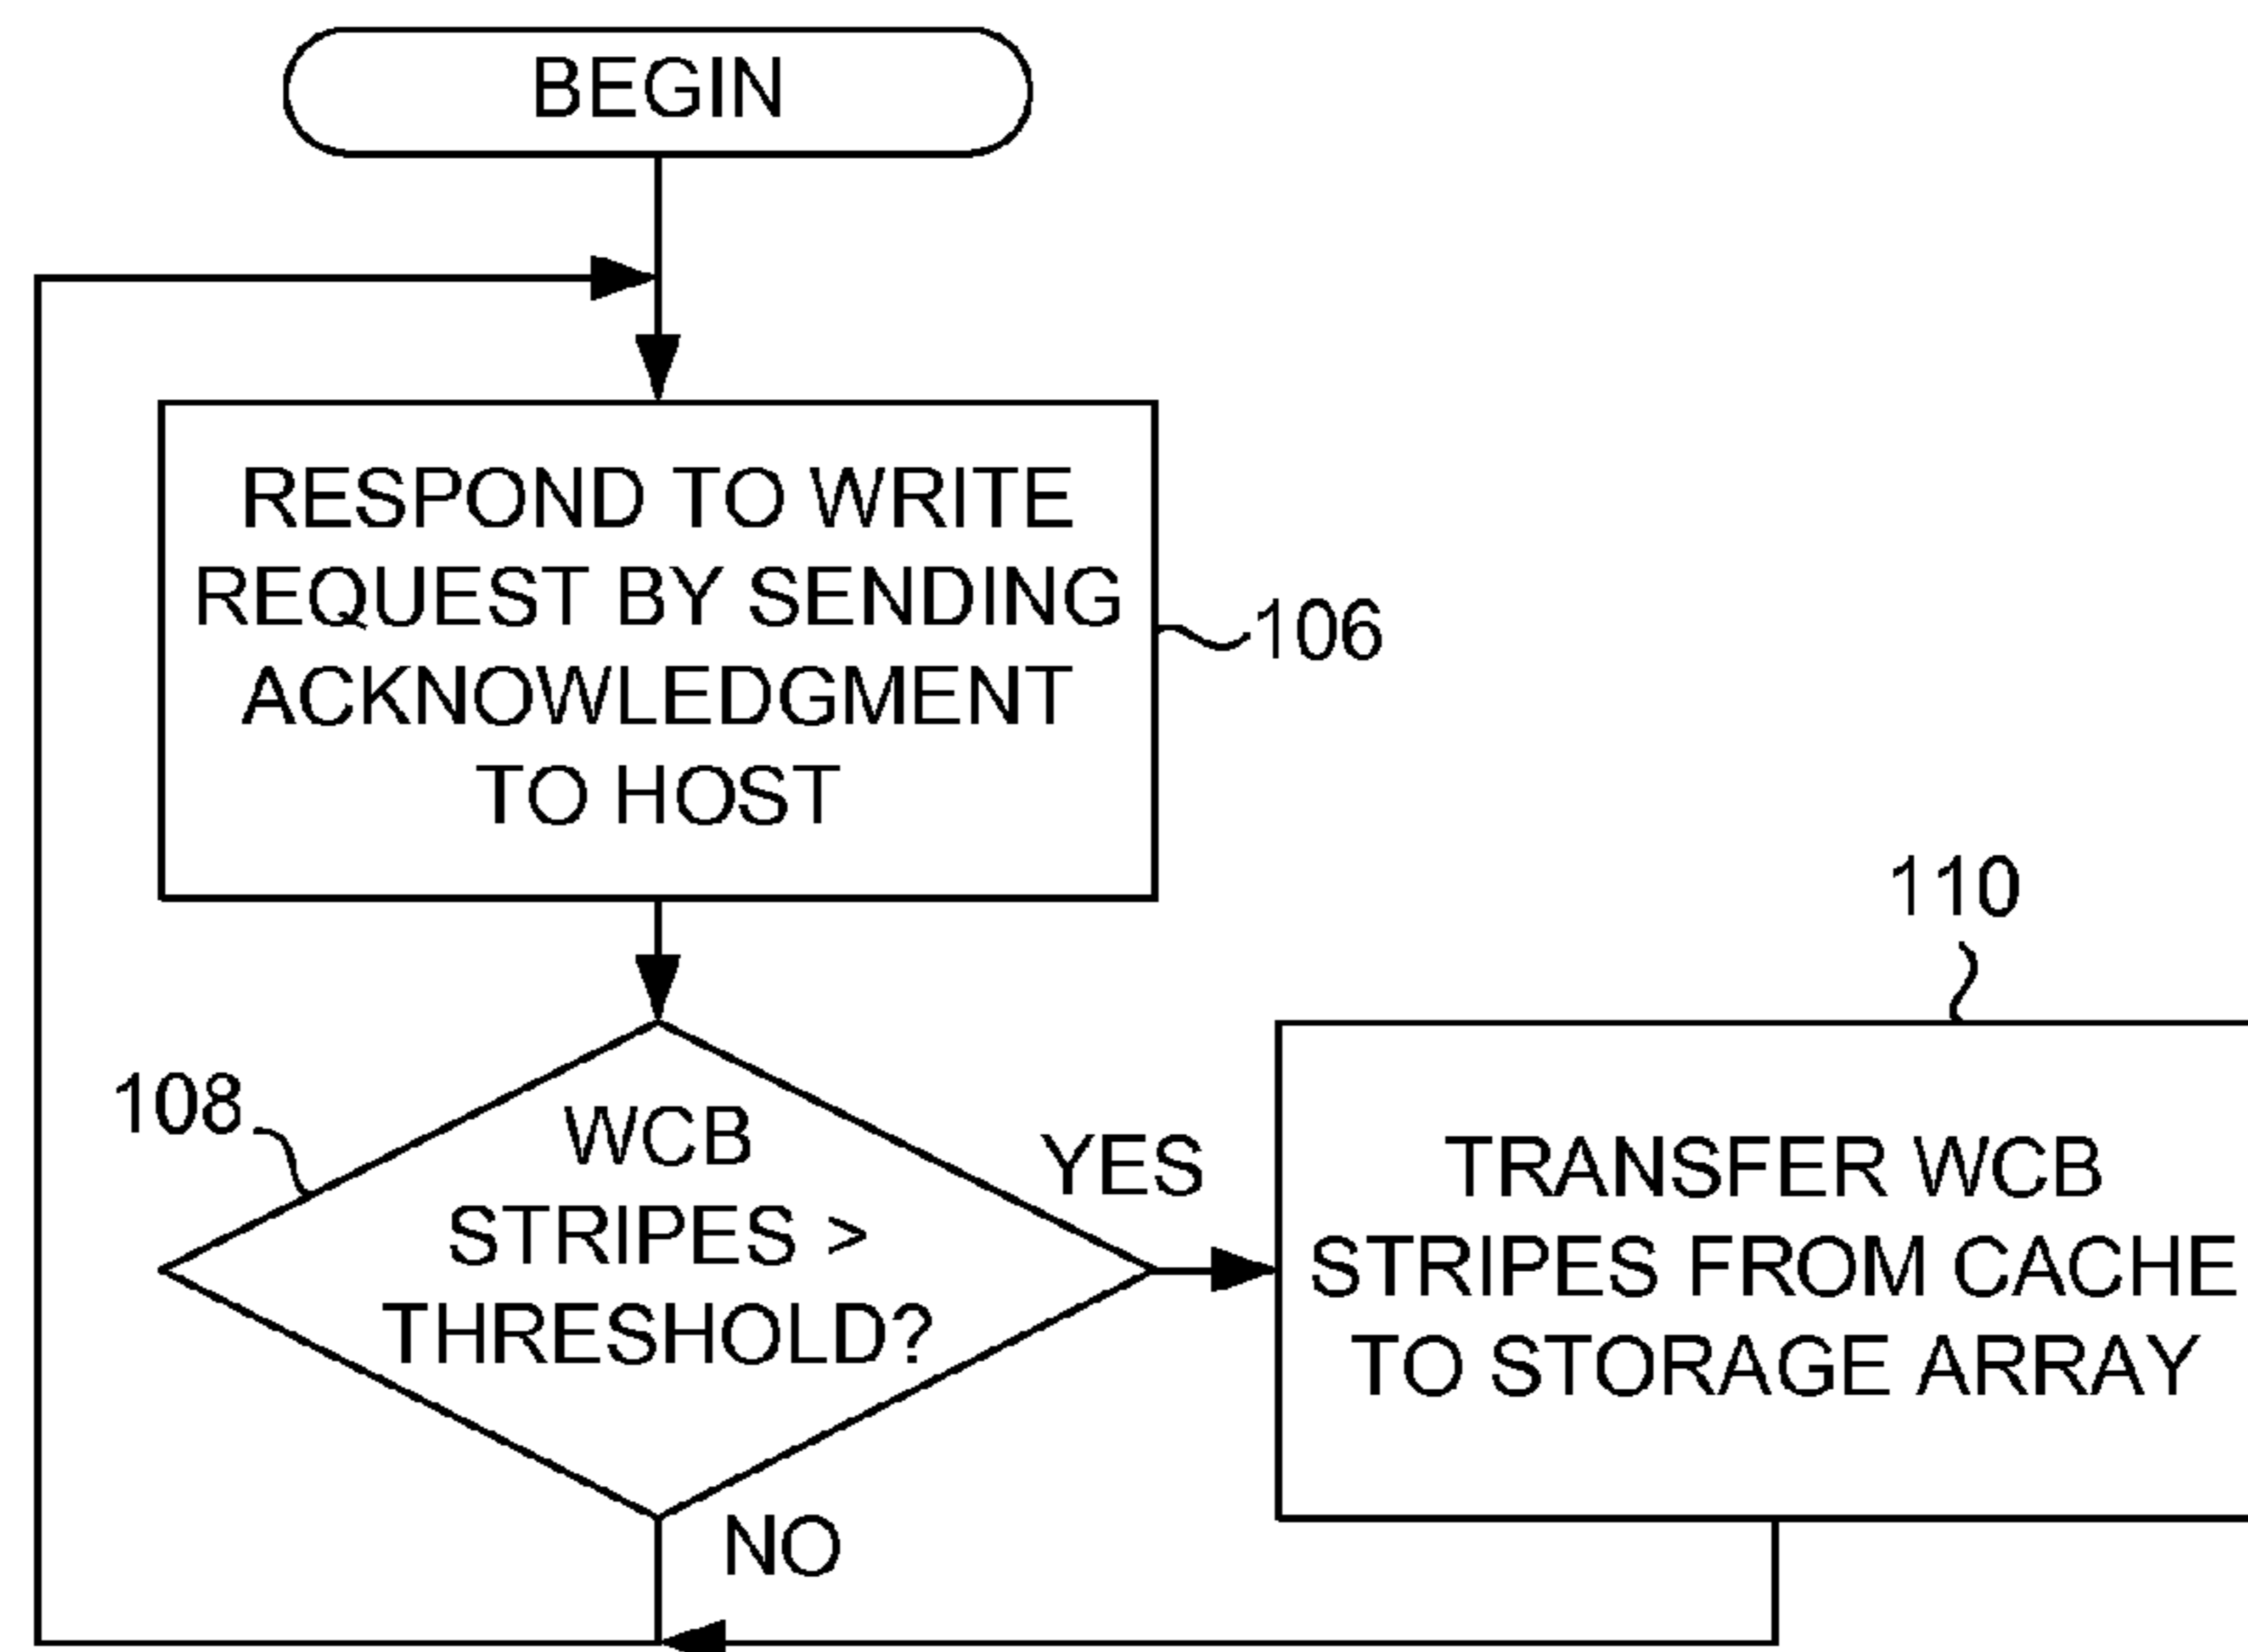 BEGIN
RESPOND TO WRITE
REQUEST BY SENDING
ACKNOWLEDGMENT
TO HOST
106
108
WCB
STRIPES >
THRESHOLD?
YES
NO
110
TRANSFER WCB
STRIPES FROM CACHE
TO STORAGE ARRAY